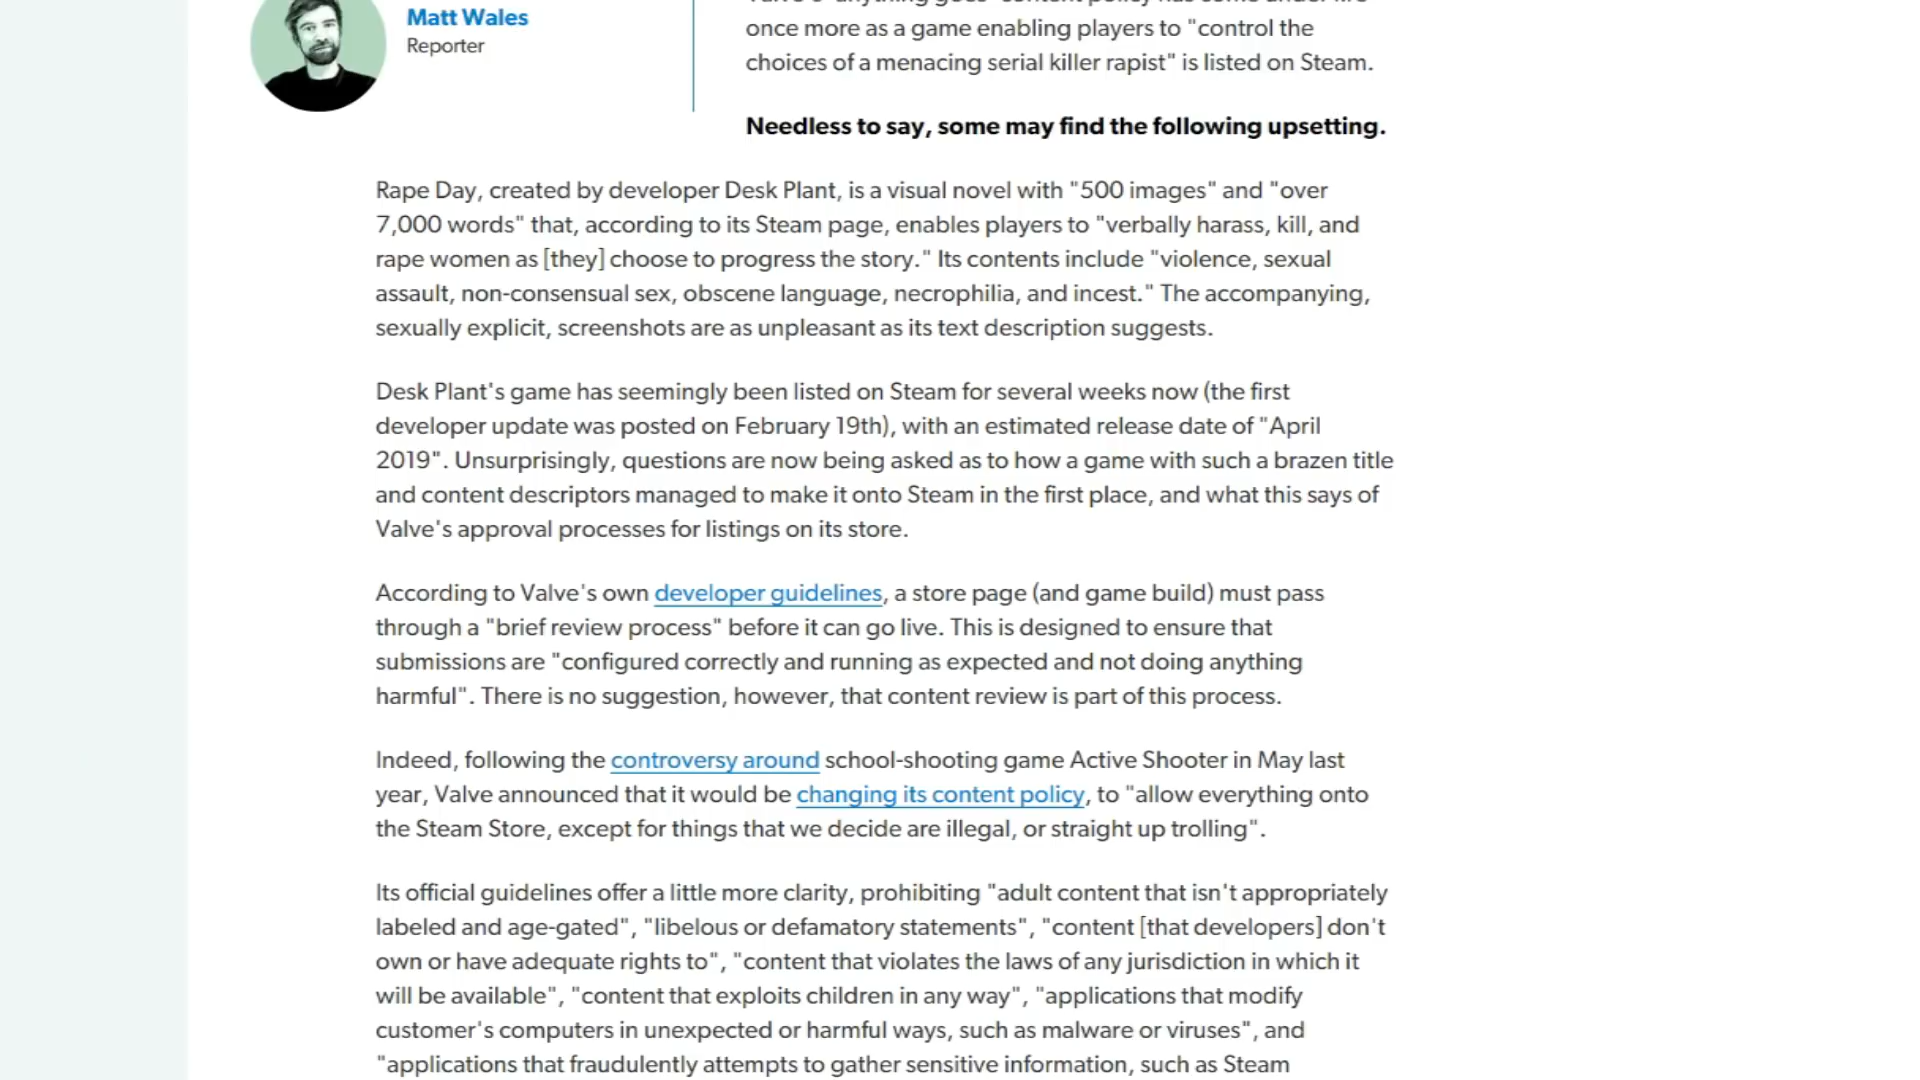 Matt Wales
Reporter
once more as a game enabling players to "control the
choices of a menacing serial killer rapist" is listed on Steam.
Needless to say, some may find the following upsetting.
Rape Day, created by developer Desk Plant, is a visual novel with "500 images" and "over
7,000 words" that, according to its Steam page, enables players to "verbally harass, kill, and
rape women as [they] choose to progress the story." Its contents include "violence, sexual
assault, non-consensual sex, obscene language, necrophilia, and incest." The accompanying,
sexually explicit, screenshots are as unpleasant as its text description suggests.
Desk Plant's game has seemingly been listed on Steam for several weeks now (the first
developer update was posted on February 19th), with an estimated release date of "April
2019". Unsurprisingly, questions are now being asked as to how a game with such a brazen title
and content descriptors managed to make it onto Steam in the first place, and what this says of
Valve's approval processes for listings on its store.
According to Valve's own developer guidelines, a store page (and game build) must pass
through a "brief review process" before it can go live. This is designed to ensure that
submissions are "configured correctly and running as expected and not doing anything
harmful". There is no suggestion, however, that content review is part of this process.
Indeed, following the controversy around school-shooting game Active Shooter in May last
year, Valve announced that it would be changing its content policy, to "allow everything onto
the Steam Store, except for things that we decide are illegal, or straight up trolling".
Its official guidelines offer a little more clarity, prohibiting "adult content that isn't appropriately
labeled and age-gated", "libelous or defamatory statements", "content [that developers] don't
own or have adequate rights to", "content that violates the laws of any jurisdiction in which it
will be available", "content that exploits children in any way", "applications that modify
customer's computers in unexpected or harmful ways, such as malware or viruses", and
"applications that fraudulently attempts to gather sensitive information, such as Steam